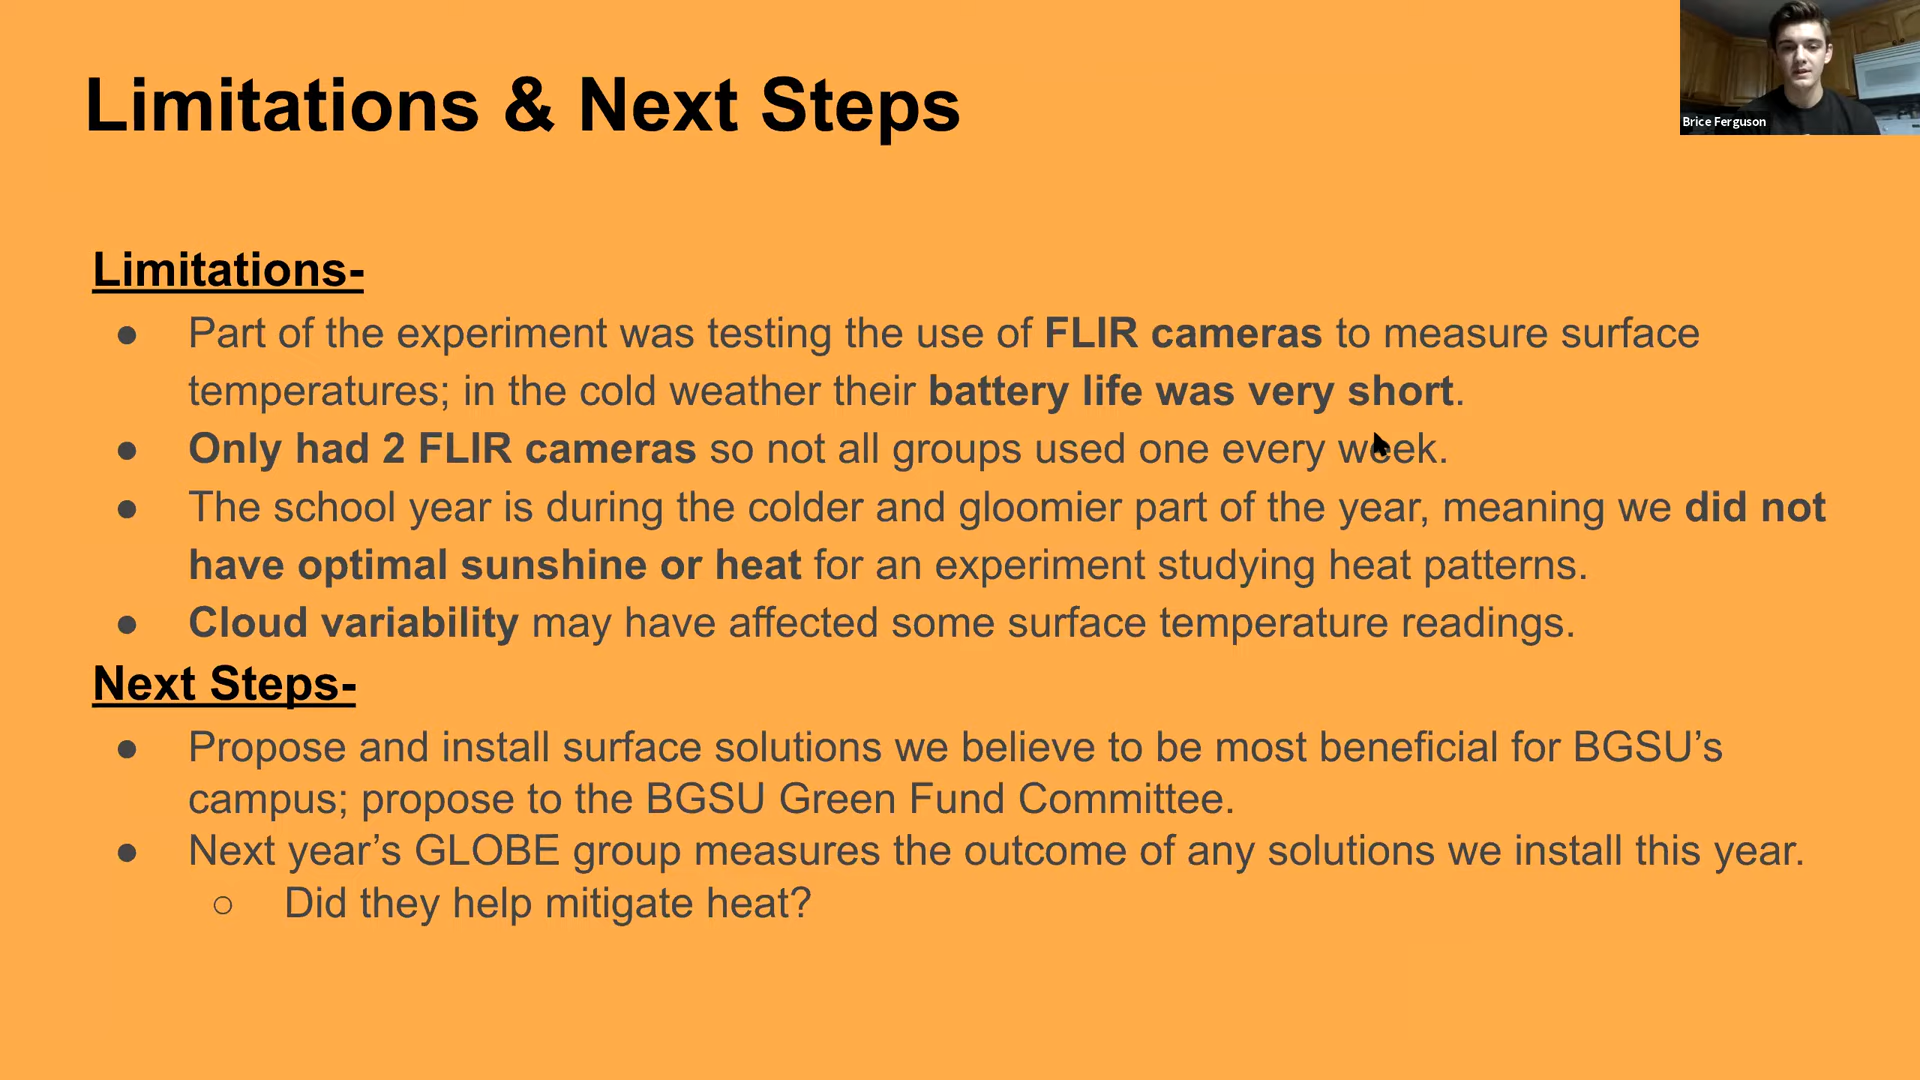 Limitations & Next Steps
Brice Ferguson
Limitations-
● Part of the experiment was testing the use of FLIR cameras to measure surface
temperatures; in the cold weather their battery life was very short.
● Only had 2 FLIR cameras so not all groups used one every week.
● The school year is during the colder and gloomier part of the year, meaning we did not
have optimal sunshine or heat for an experiment studying heat patterns.
● Cloud variability may have affected some surface temperature readings.
Next Steps-
● Propose and install surface solutions we believe to be most beneficial for BGSU’s
campus; propose to the BGSU Green Fund Committee.
● Next year’s GLOBE group measures the outcome of any solutions we install this year.
○ Did they help mitigate heat?